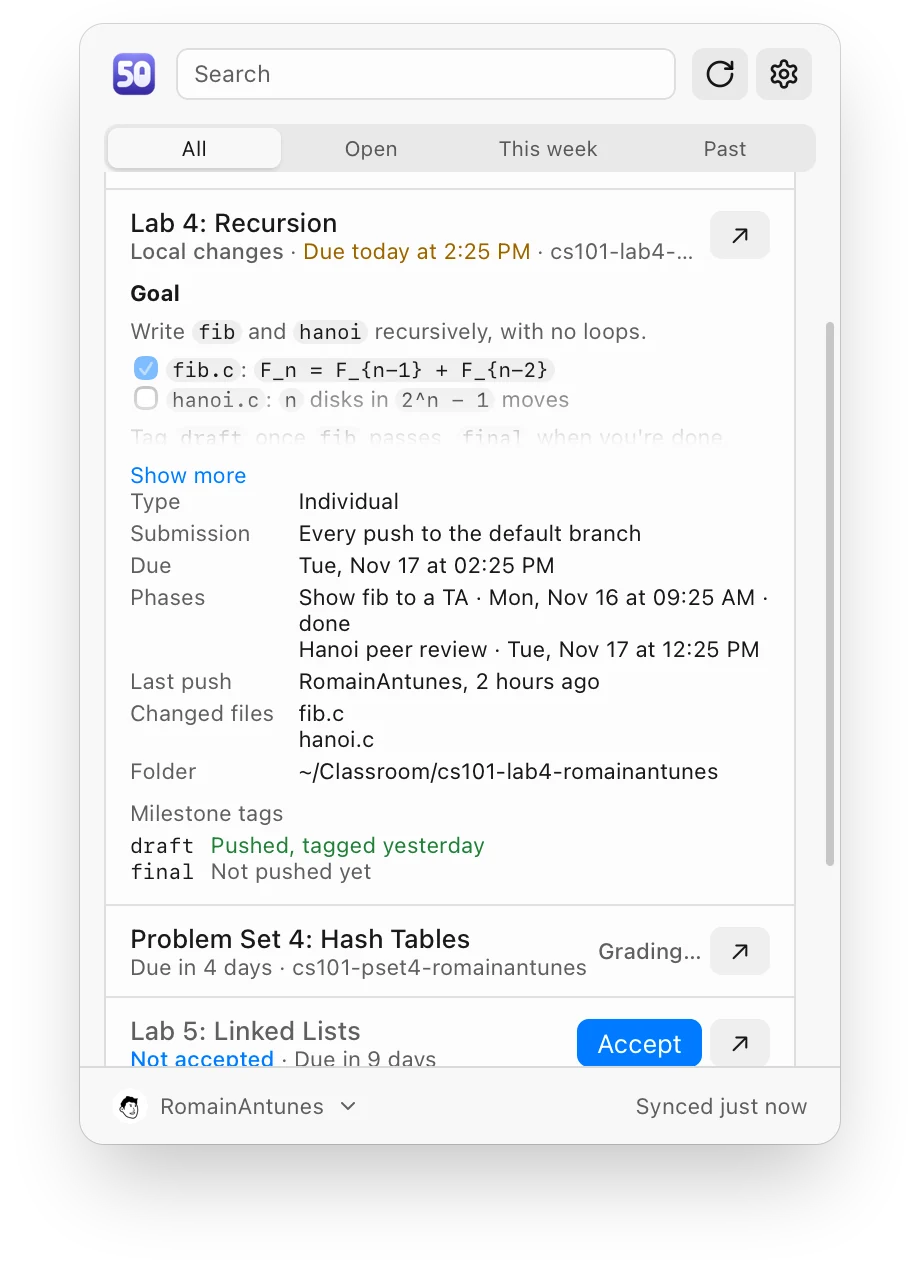 50
Search
All
Open
This week
Past
Lab 4: Recursion
Local changes · Due today at 2:25 PM · cs101-lab4-...
Goal
Write fib and hanoi recursively, with no loops.
fib.c: F_n = F_{n-1} + F_{n-2}
hanoi.c: n disks in 2^n - 1 moves
Tag draft once fib passes, final when you're done
Show more
Type Individual
Submission Every push to the default branch
Due Tue, Nov 17 at 02:25 PM
Phases Show fib to a TA · Mon, Nov 16 at 09:25 AM ·
done
Hanoi peer review · Tue, Nov 17 at 12:25 PM
Last push RomainAntunes, 2 hours ago
Changed files fib.c
hanoi.c
Folder ~/Classroom/cs101-lab4-romainantunes
Milestone tags
draft Pushed, tagged yesterday
final Not pushed yet
Problem Set 4: Hash Tables
Due in 4 days · cs101-pset4-romainantunes
Grading...
Lab 5: Linked Lists
Not accepted · Due in 9 days
Accept
RomainAntunes
Synced just now